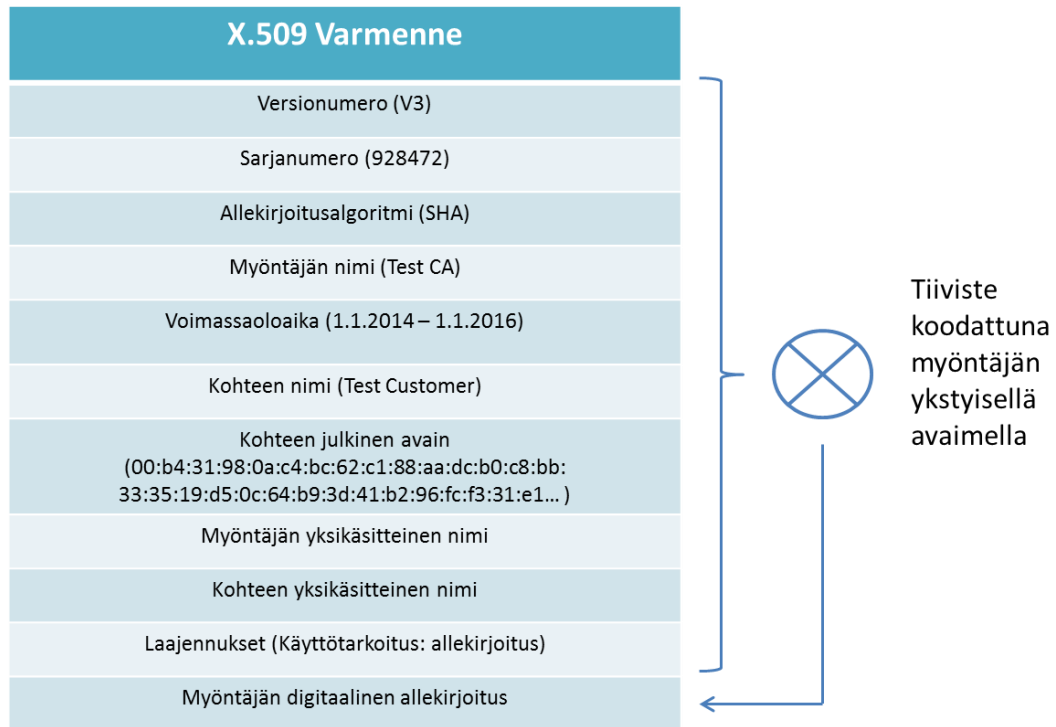 X.509 Varmenne
Versionumero (V3)
Sarjanumero (928472)
Allekirjoitusalgoritmi (SHA)
Myöntäjän nimi (Test CA)
Voimassaoloaika (1.1.2014 – 1.1.2016)
Kohteen nimi (Test Customer)
Kohteen julkinen avain
(00:b4:31:98:0a:c4:bc:62:c1:88:aa:dc:b0:c8:bb:
33:35:19:d5:0c:64:b9:3d:41:b2:96:fc:f3:31:e1... )
Myöntäjän yksikäsitteinen nimi
Kohteen yksikäsitteinen nimi
Laajennukset (Käyttötarkoitus: allekirjoitus)
Myöntäjän digitaalinen allekirjoitus
Tiiviste
koodattuna
myöntäjän
ykstyisellä
avaimella